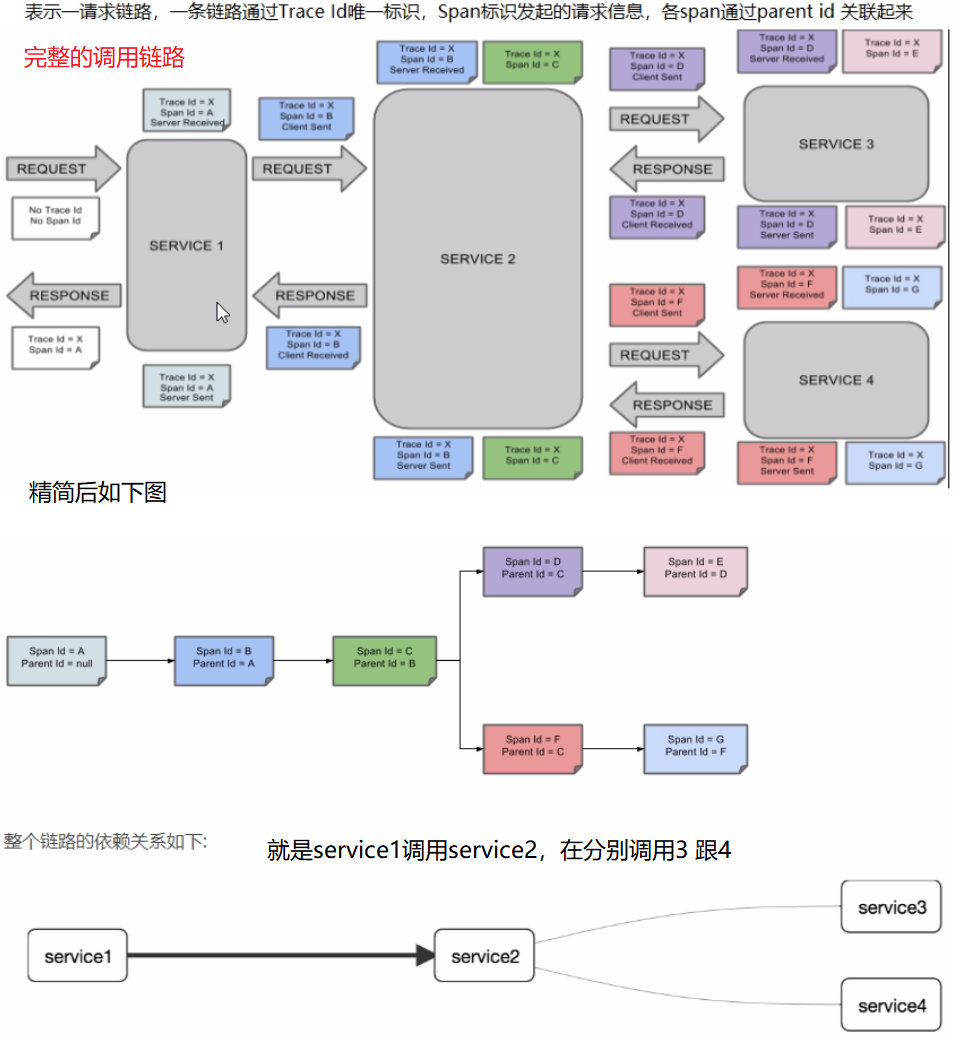 表示一请求链路，一条链路通过Trace Id唯一标识，Span标识发起的请求信息，各span通过parent id 关联起来
完整的调用链路
Trace Id = X
Span Id = A
Server Received
REQUEST
No Trace Id
No Span Id
SERVICE 1
RESPONSE
Trace Id = X
Span Id = A
Trace Id = X
Span Id = A
Server Sent
Trace Id = X
Span Id = B
Client Sent
REQUEST
RESPONSE
Trace Id = X
Span Id = B
Client Received
Trace Id = X
Span Id = B
Server Received
Trace Id = X
Span Id = C
SERVICE 2
Trace Id = X
Span Id = B
Server Sent
Trace Id = X
Span Id = C
Trace Id = X
Span Id = D
Client Sent
REQUEST
RESPONSE
Trace Id = X
Span Id = D
Client Received
Trace Id = X
Span Id = D
Server Received
Trace Id = X
Span Id = E
SERVICE 3
Trace Id = X
Span Id = D
Server Sent
Trace Id = X
Span Id = E
Trace Id = X
Span Id = F
Client Sent
REQUEST
RESPONSE
Trace Id = X
Span Id = F
Client Received
Trace Id = X
Span Id = F
Server Received
Trace Id = X
Span Id = G
SERVICE 4
Trace Id = X
Span Id = F
Server Sent
Trace Id = X
Span Id = G
精简后如下图
Span Id = A
Parent Id = null
Span Id = B
Parent Id = A
Span Id = C
Parent Id = B
Span Id = D
Parent Id = C
Span Id = E
Parent Id = D
Span Id = F
Parent Id = C
Span Id = G
Parent Id = F
整个链路的依赖关系如下:
就是service1调用service2，在分别调用3 跟4
service1
service2
service3
service4